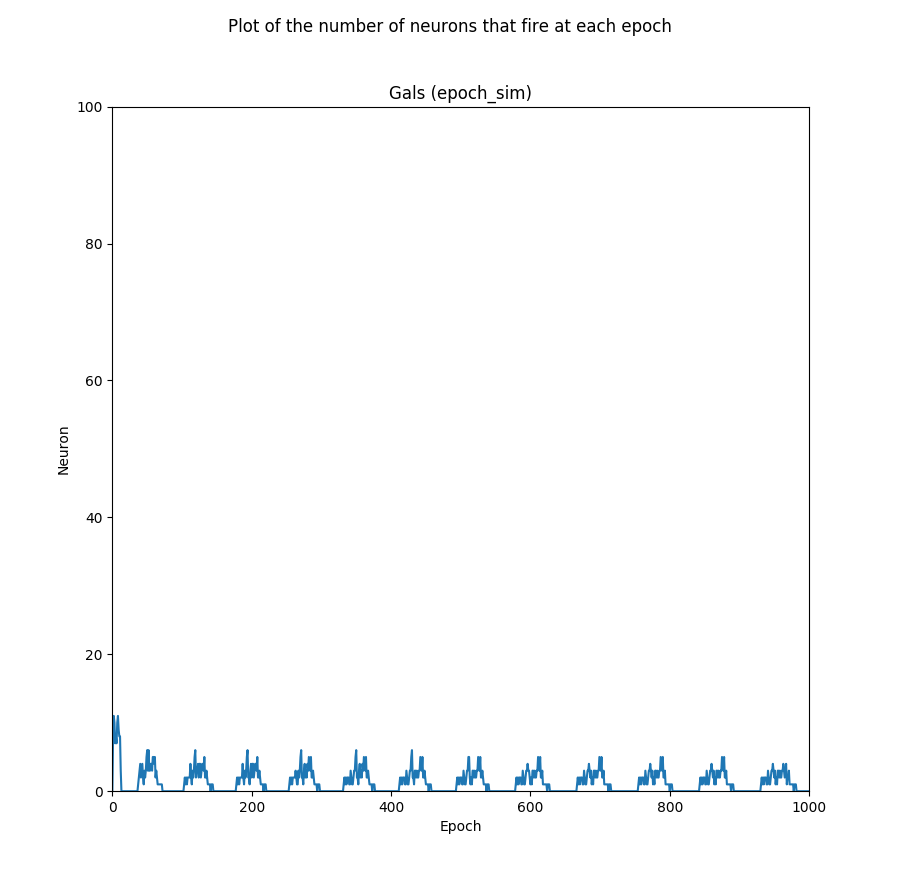 Plot of the number of neurons that fire at each epoch
Gals (epoch_sim)
100
80
60
40
20
0
Neuron
0 200 400 600 800 1000
Epoch